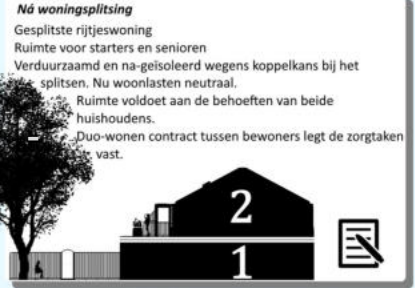 Ná woningsplitsing
Gesplitste rijtjeswoning
Ruimte voor starters en senioren
Verduurzaamd en na-geïsoleerd wegens koppelkans bij het
splitsen. Nu woonlasten neutraal.
Ruimte voldoet aan de behoeften van beide
huishoudens.
Duo-wonen contract tussen bewoners legt de zorgtaken
vast.
2
1